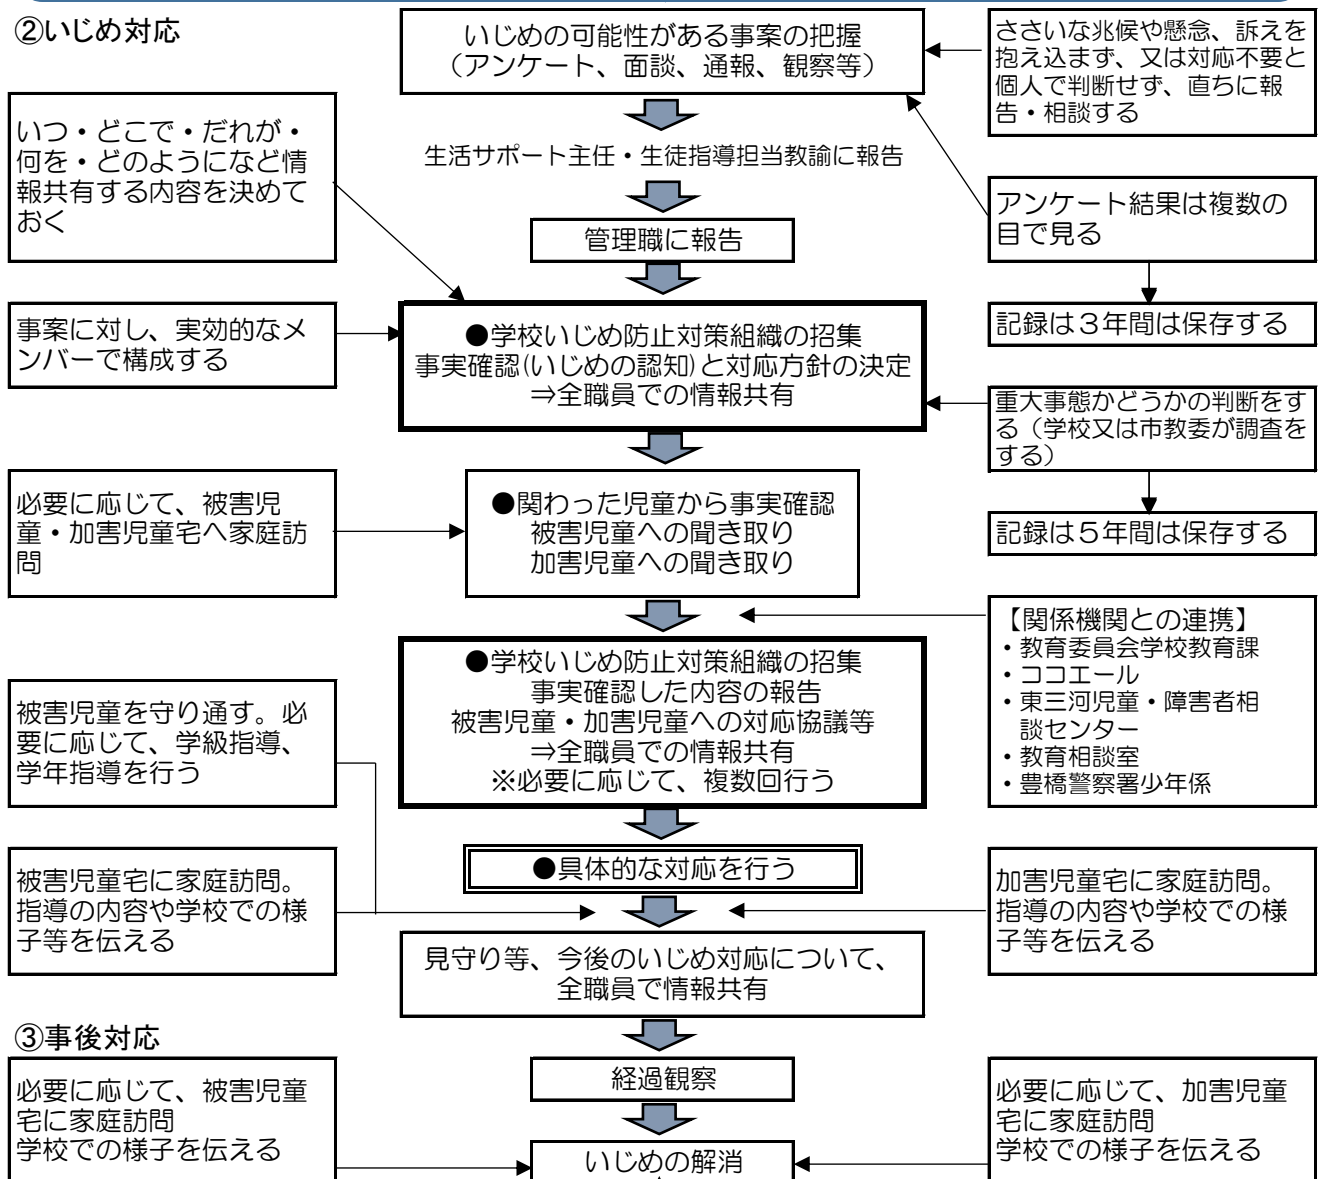 ②いじめ対応
いじめの可能性がある事案の把握
（アンケート、面談、通報、観察等）
ささいな兆候や懸念、訴えを
抱え込まず、又は対応不要と
個人で判断せず、直ちに報
告・相談する
いつ・どこで・だれが・
何を・どのようになど情
報共有する内容を決めて
おく
生活サポート主任・生徒指導担当教諭に報告
アンケート結果は複数の
目で見る
管理職に報告
記録は３年間は保存する
事案に対し、実効的なメ
ンバーで構成する
●学校いじめ防止対策組織の招集
事実確認(いじめの認知)と対応方針の決定
⇒全職員での情報共有
重大事態かどうかの判断をす
る（学校又は市教委が調査を
する）
記録は５年間は保存する
必要に応じて、被害児
童・加害児童宅へ家庭訪
問
●関わった児童から事実確認
被害児童への聞き取り
加害児童への聞き取り
【関係機関との連携】
・教育委員会学校教育課
・ココエール
・東三河児童・障害者相
談センター
・教育相談室
・豊橋警察署少年係
●学校いじめ防止対策組織の招集
事実確認した内容の報告
被害児童・加害児童への対応協議等
⇒全職員での情報共有
※必要に応じて、複数回行う
被害児童を守り通す。必
要に応じて、学級指導、
学年指導を行う
●具体的な対応を行う
被害児童宅に家庭訪問。
指導の内容や学校での様
子等を伝える
加害児童宅に家庭訪問。
指導の内容や学校での様
子等を伝える
見守り等、今後のいじめ対応について、
全職員で情報共有
③事後対応
経過観察
必要に応じて、被害児童
宅に家庭訪問
学校での様子を伝える
必要に応じて、加害児童
宅に家庭訪問
学校での様子を伝える
いじめの解消